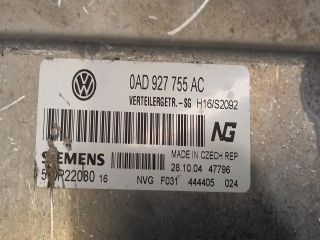 0AD 927 755 AC
VERTEILERGETR.-SG H16/S2092
NG
SIEMENS
MADE IN CZECH REP
28.10.04 47796
16
NVG F031 444405 024